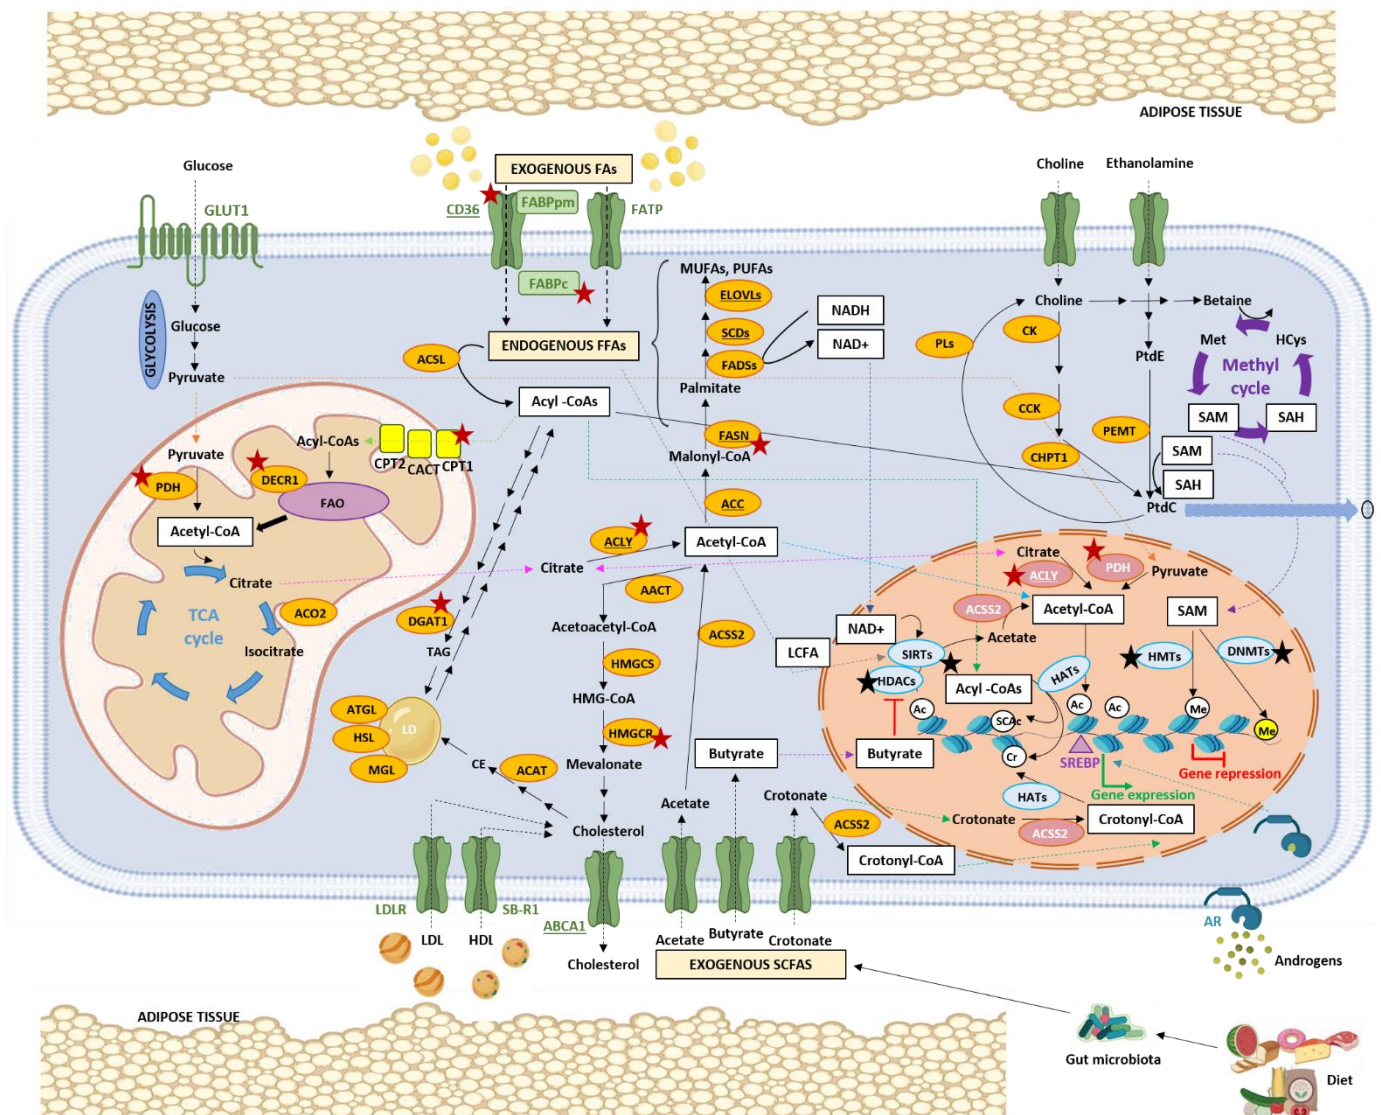 ADIPOSE TISSUE
Glucose
EXOGENOUS FAs
Choline
Ethanolamine
GLUT1
CD36
FABPpm
FATP
FABPc
MUFAs, PUFAs
ELOVLs
SCDs
FADSs
NADH
NAD+
Palmitate
ENDOGENOUS FFAs
ACSL
Acyl -CoAs
GLYCOLYSIS
Glucose
Pyruvate
Choline
Betaine
CK
PLs
PtdE
Met
HCys
Methyl
cycle
SAM
SAH
CCK
PEMT
CHPT1
SAM
SAH
PtdC
FASN
Malonyl-CoA
ACC
Acetyl-CoA
Acyl-CoAs
CPT2
CACT
CPT1
Pyruvate
PDH
DECR1
FAO
Acetyl-CoA
Citrate
TCA
cycle
ACO2
Isocitrate
ACLY
Citrate
AACT
Acetoacetyl-CoA
HMGCS
HMG-CoA
HMGCR
Mevalonate
ACSS2
DGAT1
TAG
ATGL
HSL
MGL
LD
CE
ACAT
Cholesterol
Citrate
ACLY
PDH
Pyruvate
ACSS2
Acetyl-CoA
Acetate
SAM
NAD+
LCFA
SIRTs
HDACs
Acyl -CoAs
HATs
HMTs
DNMTs
Ac
SCAc
Ac
Ac
Me
Me
Cr
Butyrate
Butyrate
SREBP
Gene repression
Gene expression
HATs
Crotonate
ACSS2
Crotonyl-CoA
Acetate
Crotonate
ACSS2
Crotonyl-CoA
LDLR
SB-R1
ABCA1
LDL
HDL
Cholesterol
Acetate
Butyrate
Crotonate
EXOGENOUS SCFAS
AR
Androgens
ADIPOSE TISSUE
Gut microbiota
Diet